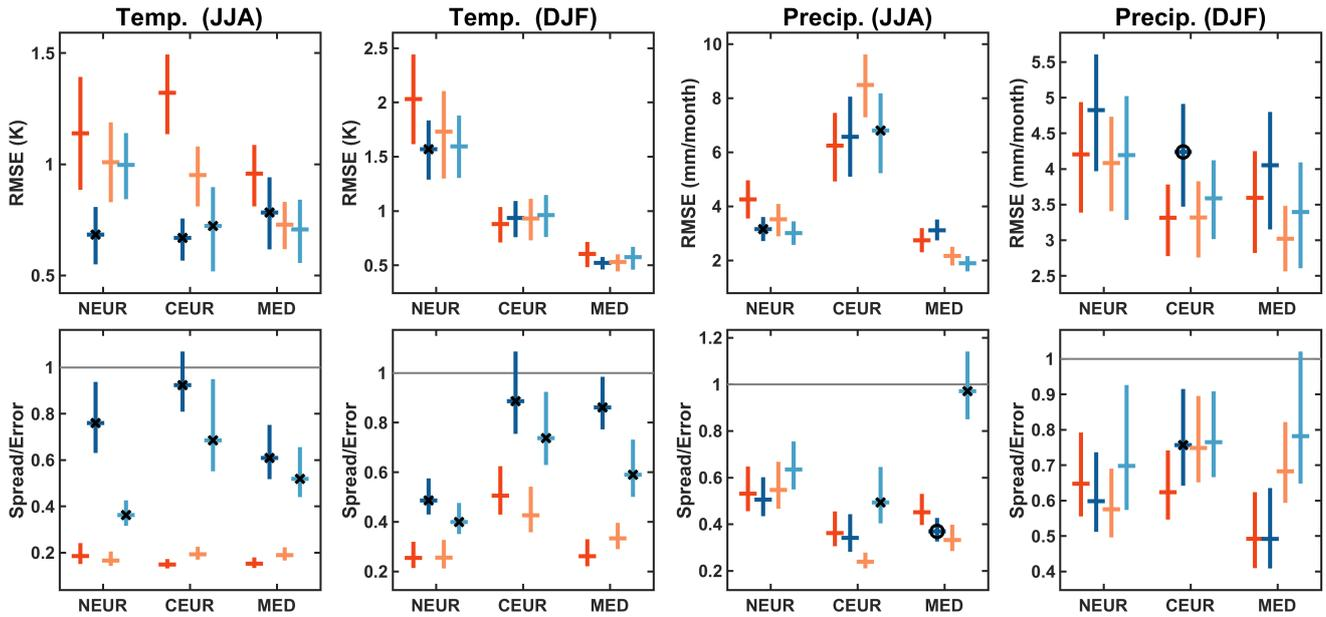 Temp. (JJA)
Temp. (DJF)
Precip. (JJA)
Precip. (DJF)
RMSE (K)
1.5
1
0.5
NEUR CEUR MED
RMSE (K)
2.5
2
1.5
1
0.5
NEUR CEUR MED
RMSE (mm/month)
10
8
6
4
2
NEUR CEUR MED
RMSE (mm/month)
5.5
5
4.5
4
3.5
3
2.5
NEUR CEUR MED
Spread/Error
1
0.8
0.6
0.4
0.2
NEUR CEUR MED
Spread/Error
1
0.8
0.6
0.4
0.2
NEUR CEUR MED
Spread/Error
1.2
1
0.8
0.6
0.4
0.2
NEUR CEUR MED
Spread/Error
1
0.9
0.8
0.7
0.6
0.5
0.4
NEUR CEUR MED